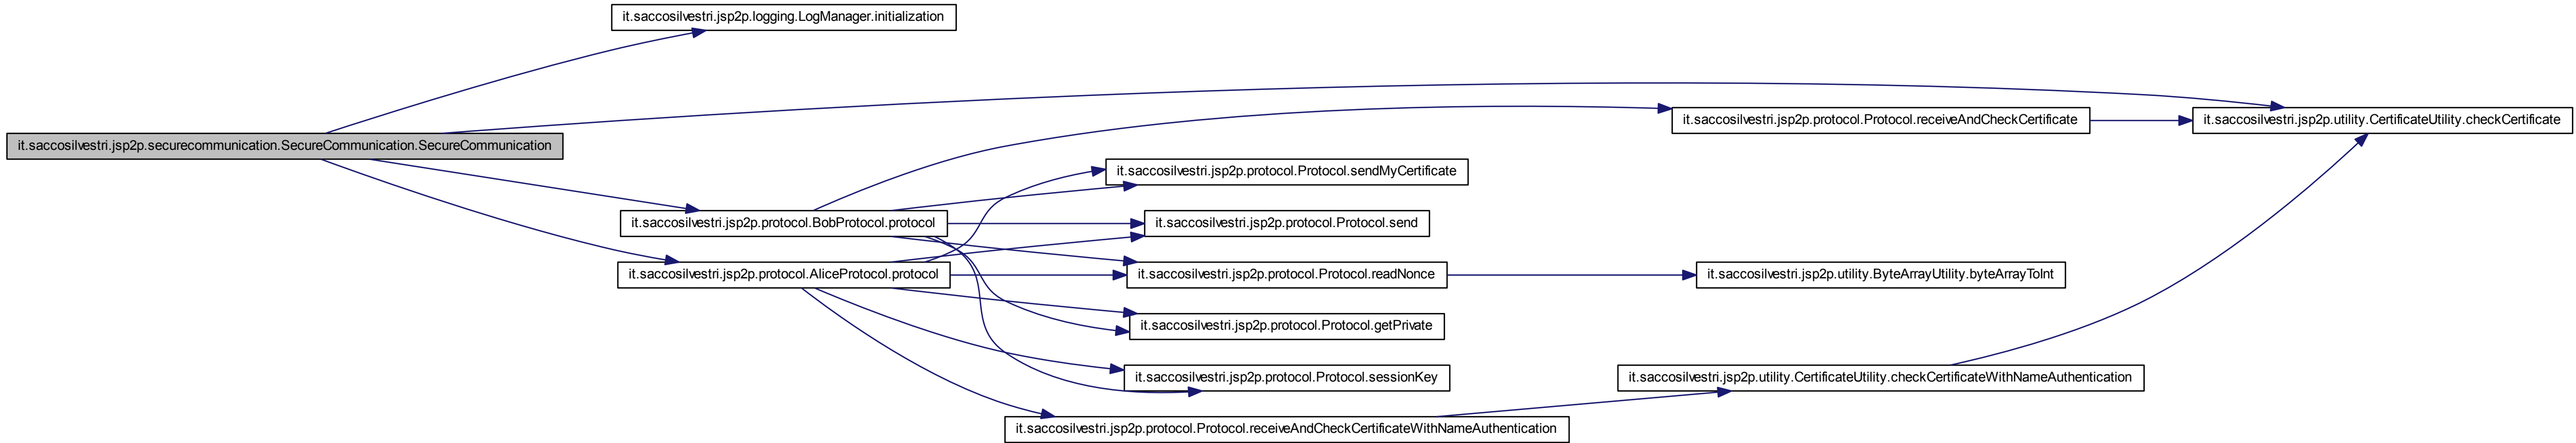 it.saccosilvestri.jsp2p.logging.LogManager.initialization
it.saccosilvestri.jsp2p.protocol.Protocol.receiveAndCheckCertificate
it.saccosilvestri.jsp2p.utility.CertificateUtility.checkCertificate
it.saccosilvestri.jsp2p.securecommunication.SecureCommunication.SecureCommunication
it.saccosilvestri.jsp2p.protocol.Protocol.sendMyCertificate
it.saccosilvestri.jsp2p.protocol.BobProtocol.protocol
it.saccosilvestri.jsp2p.protocol.Protocol.send
it.saccosilvestri.jsp2p.protocol.AliceProtocol.protocol
it.saccosilvestri.jsp2p.protocol.Protocol.readNonce
it.saccosilvestri.jsp2p.utility.ByteArrayUtility.byteArrayToInt
it.saccosilvestri.jsp2p.protocol.Protocol.getPrivate
it.saccosilvestri.jsp2p.protocol.Protocol.sessionKey
it.saccosilvestri.jsp2p.utility.CertificateUtility.checkCertificateWithNameAuthentication
it.saccosilvestri.jsp2p.protocol.Protocol.receiveAndCheckCertificateWithNameAuthentication